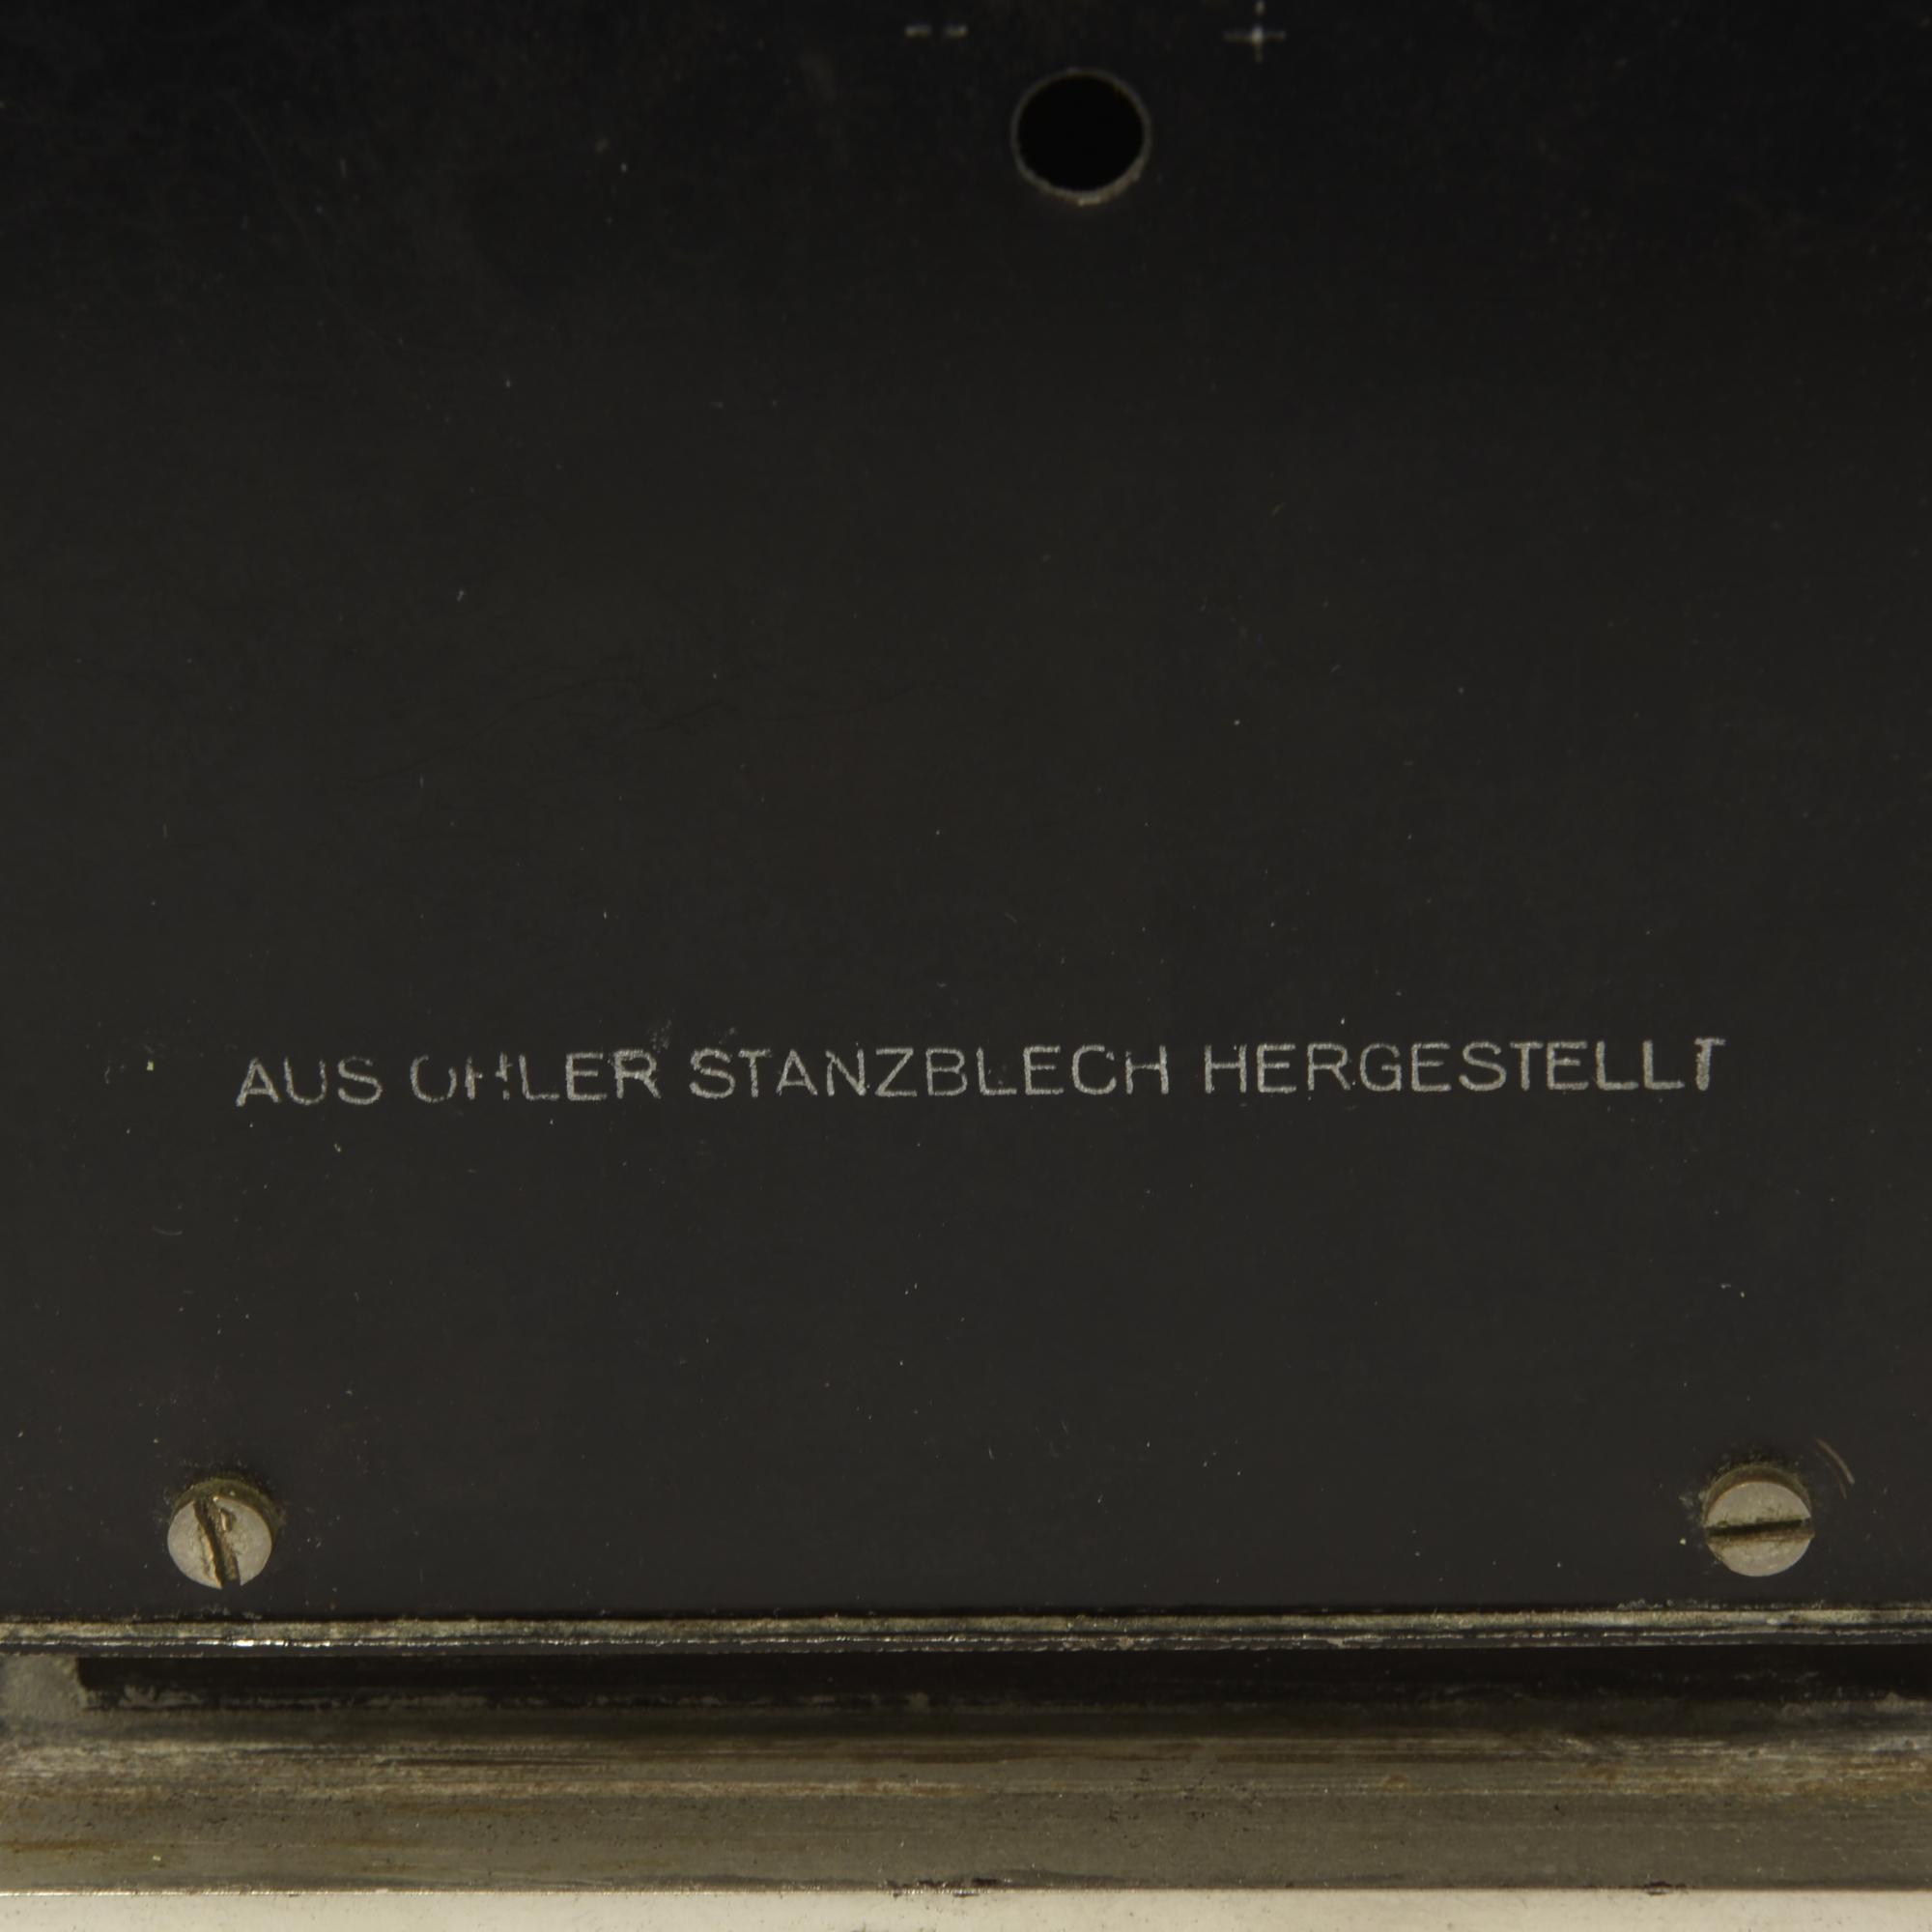 -- +
AUS OHLER STANZBLECH HERGESTELLT